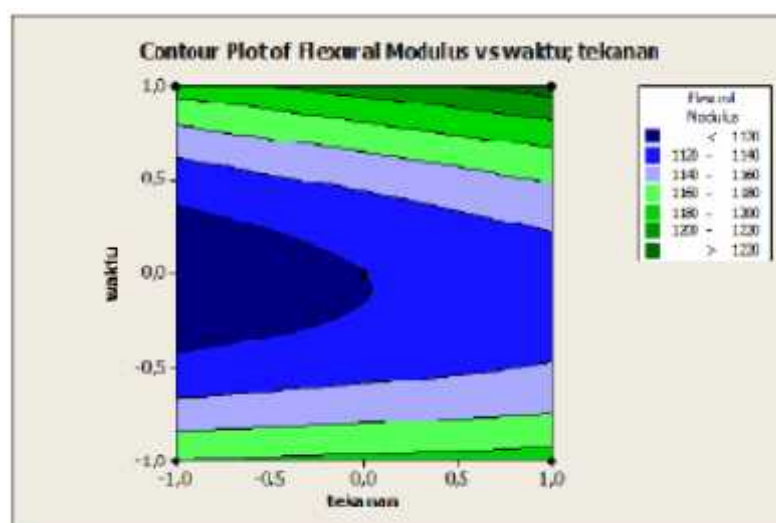 Contour Plot of Flexural Modulus vs waktu; tekanan
Flexural
Modulus
< 1120
1120 - 1140
1140 - 1160
1160 - 1180
1180 - 1200
1200 - 1220
> 1220
waktu
1,0
0,5
0,0
-0,5
-1,0
-1,0
-0,5
0,0
0,5
1,0
tekanan